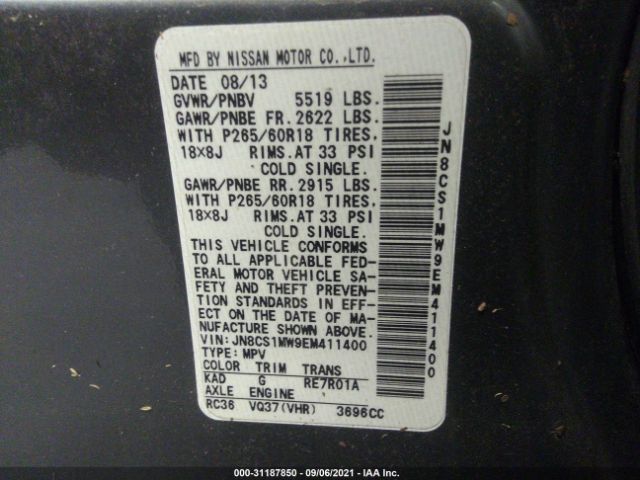 MFD BY NISSAN MOTOR CO.,LTD.
DATE 08/13
GVWR/PNBV 5519 LBS.
GAWR/PNBE FR. 2622 LBS.
WITH P265/60R18 TIRES.
18X8J RIMS. AT 33 PSI
COLD SINGLE.
GAWR/PNBE RR. 2915 LBS.
WITH P265/60R18 TIRES.
18X8J RIMS. AT 33 PSI
COLD SINGLE.
THIS VEHICLE CONFORMS
TO ALL APPLICABLE FED-
ERAL MOTOR VEHICLE SA-
FETY AND THEFT PREVEN-
TION STANDARDS IN EFF-
ECT ON THE DATE OF MA-
NUFACTURE SHOWN ABOVE.
VIN: JN8CS1MW9EM411400
TYPE: MPV
COLOR TRIM TRANS
KAD G RE7R01A
AXLE ENGINE
RC36 VQ37(VHR) 3696CC
JN8CS1MW9EM411400
000-31187850 - 09/06/2021 - IAA Inc.